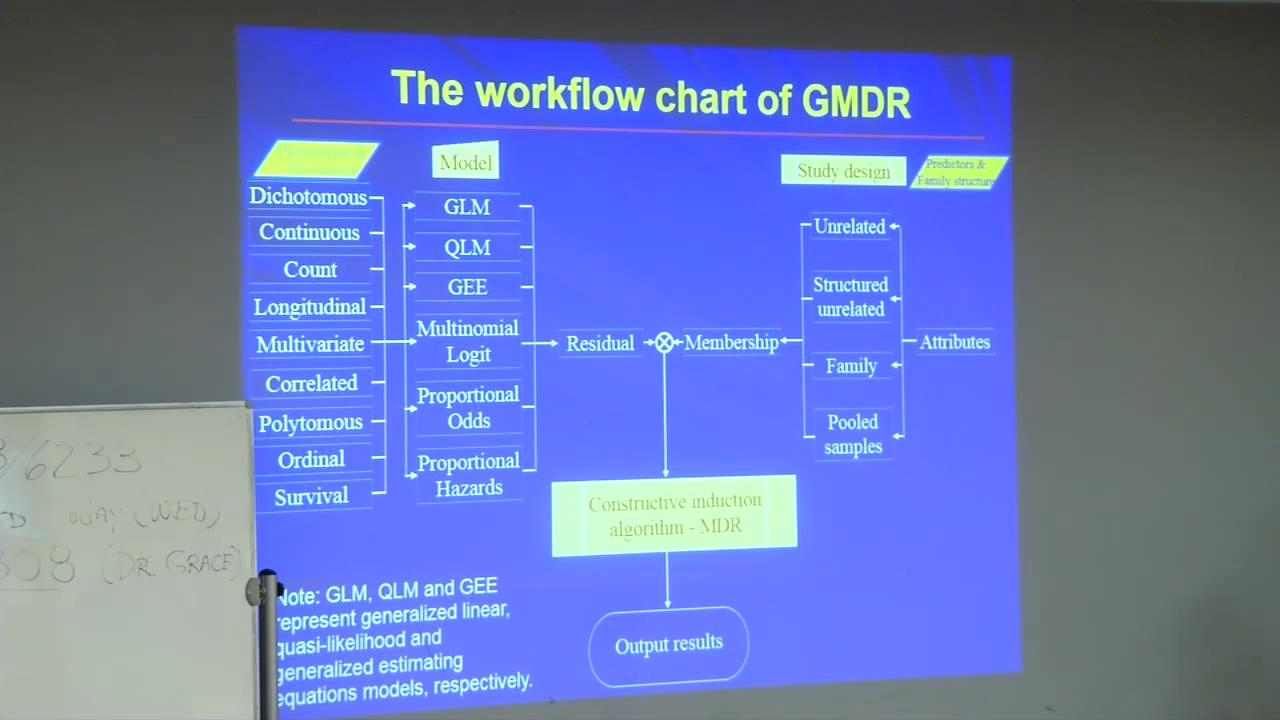 The workflow chart of GMDR
Model
Study design
Predictors &
Family structure
Dichotomous
Continuous
Count
Longitudinal
Multivariate
Correlated
Polytomous
Ordinal
Survival
GLM
QLM
GEE
Multinomial
Logit
Proportional
Odds
Proportional
Hazards
Residual
Membership
Unrelated
Structured
unrelated
Family
Pooled
samples
Attributes
Constructive induction
algorithm - MDR
Output results
Note: GLM, QLM and GEE
represent generalized linear,
quasi-likelihood and
generalized estimating
equations models, respectively.
/6233
(WED)
308 (DR. GRACE)